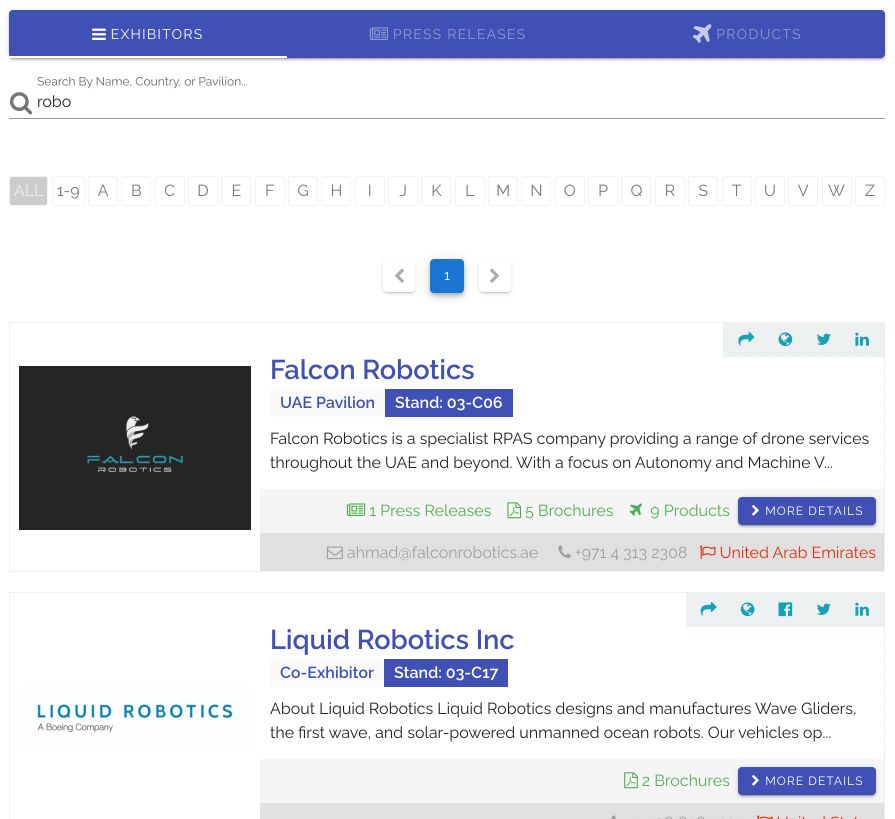 EXHIBITORS PRESS RELEASES PRODUCTS
Search By Name, Country, or Pavilion...
robo
ALL 1-9 A B C D E F G H I J K L M N O P Q R S T U V W Z
1
Falcon Robotics
UAE Pavilion Stand: 03-C06
FALCON
ROBOTICS
Falcon Robotics is a specialist RPAS company providing a range of drone services
throughout the UAE and beyond. With a focus on Autonomy and Machine V...
1 Press Releases 5 Brochures 9 Products MORE DETAILS
ahmad@falconrobotics.ae +971 4 313 2308 United Arab Emirates
Liquid Robotics Inc
Co-Exhibitor Stand: 03-C17
LIQUID ROBOTICS
A Boeing Company
About Liquid Robotics Liquid Robotics designs and manufactures Wave Gliders,
the first wave, and solar-powered unmanned ocean robots. Our vehicles op...
2 Brochures MORE DETAILS